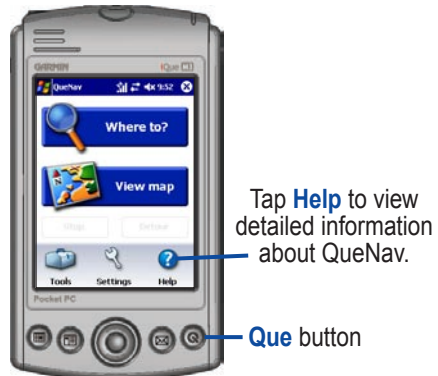 GARMIN iQue M3
QueNav 9:52
Where to?
View map
Stop Detour
Tools Settings Help
Pocket PC
Tap Help to view
detailed information
about QueNav.
Que button